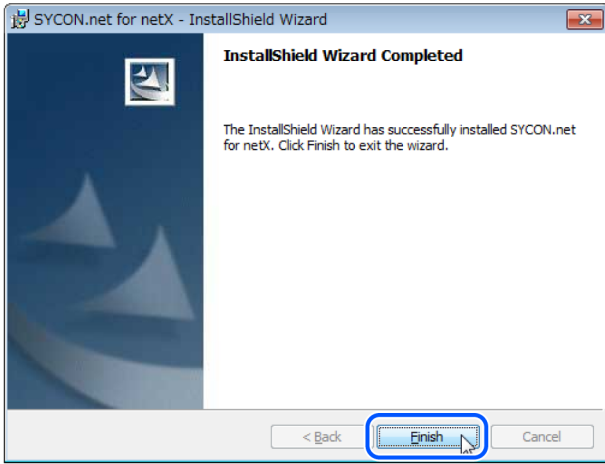 SYCON.net for netX - InstallShield Wizard
InstallShield Wizard Completed
The InstallShield Wizard has successfully installed SYCON.net
for netX. Click Finish to exit the wizard.
< Back Finish Cancel